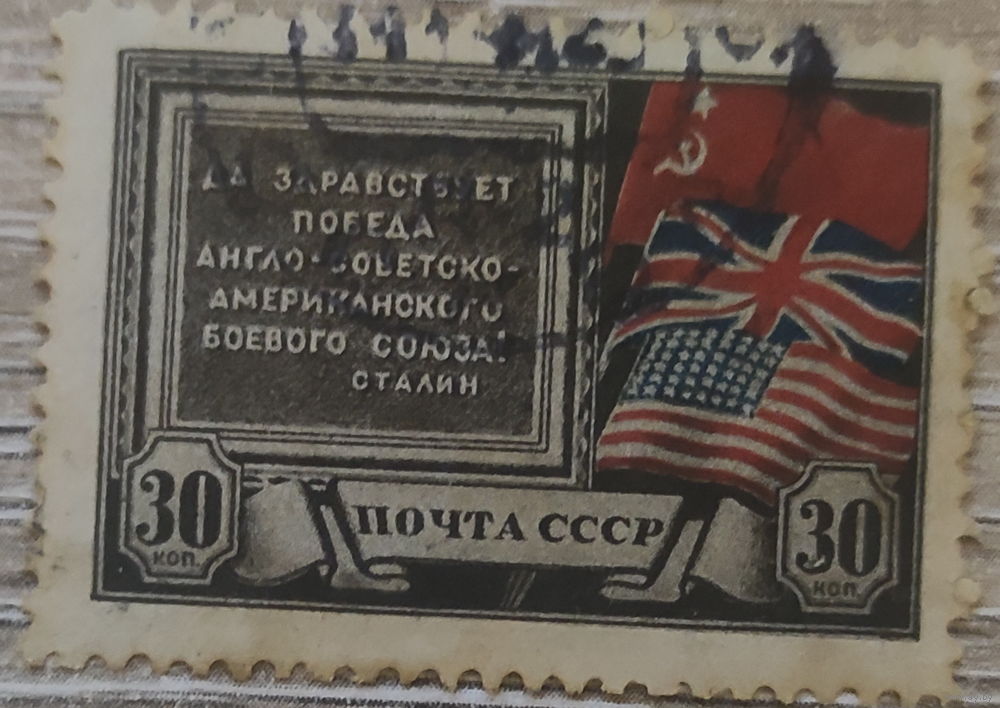 ДА ЗДРАВСТВУЕТ
ПОБЕДА
АНГЛО-СОВЕТСКО-
АМЕРИКАНСКОГО
БОЕВОГО СОЮЗА!
СТАЛИН
30
КОП.
ПОЧТА СССР
30
КОП.